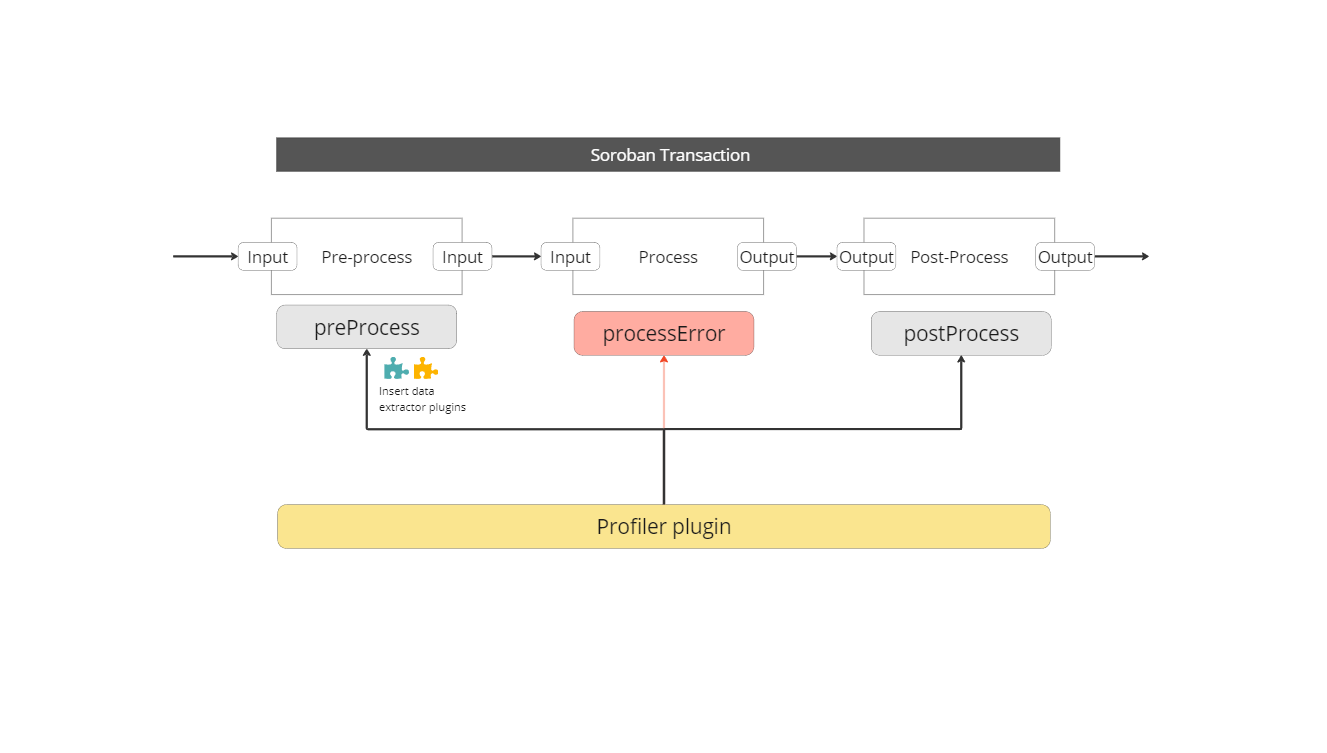 Soroban Transaction
Input
Pre-process
Input
Input
Process
Output
Output
Post-Process
Output
preProcess
processError
postProcess
Insert data
extractor plugins
Profiler plugin